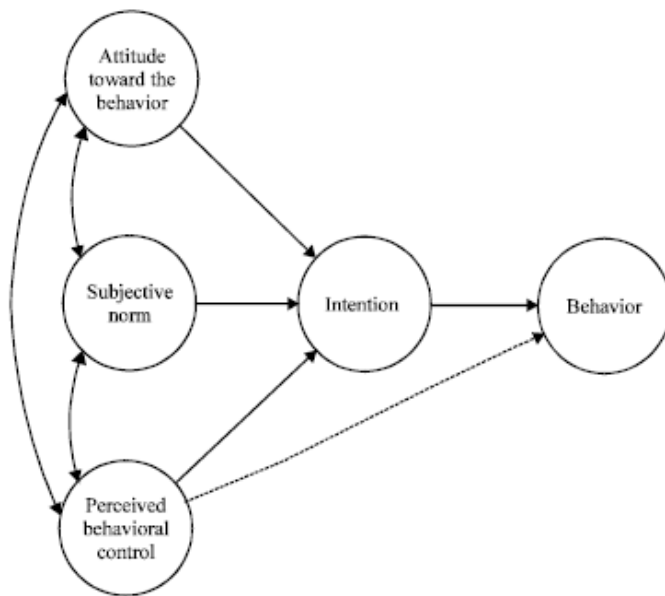 Attitude
toward the
behavior
Subjective
norm
Intention
Behavior
Perceived
behavioral
control